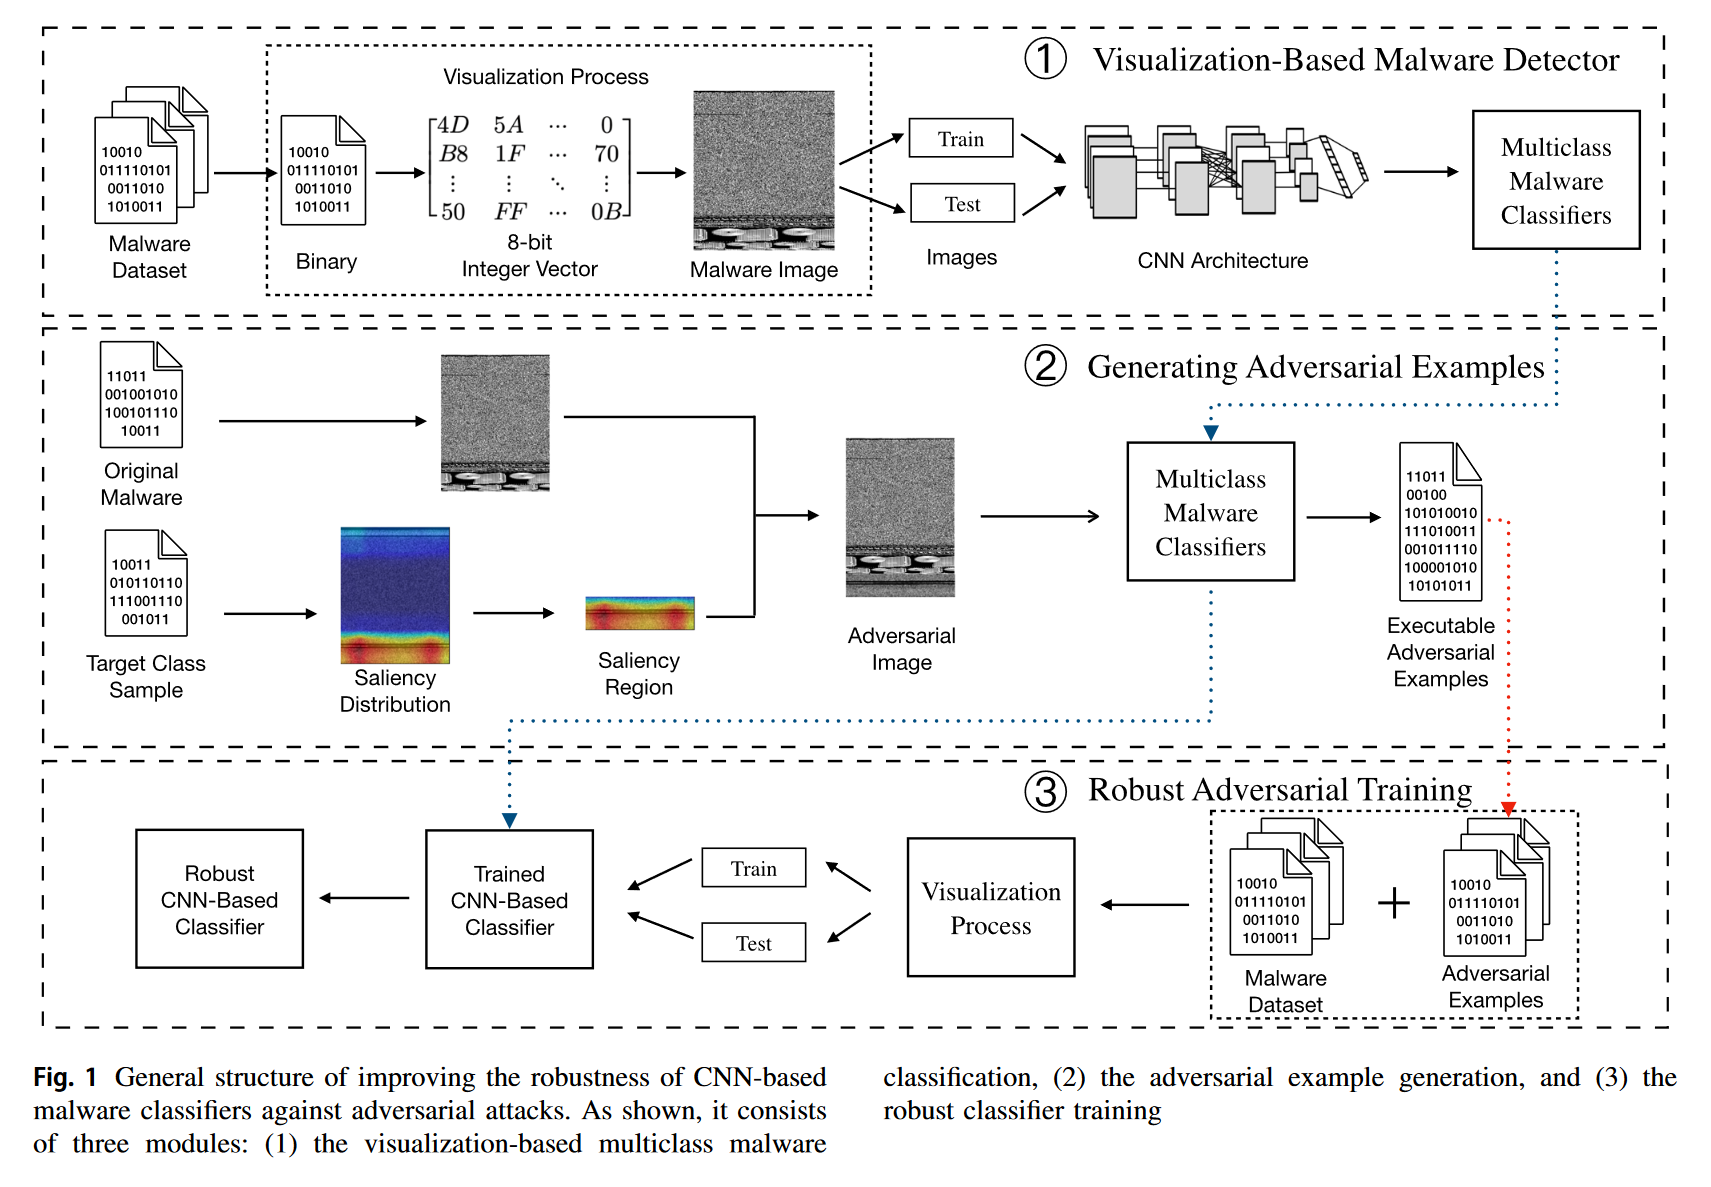 ① Visualization-Based Malware Detector
Visualization Process
10010
011110101
0011010
1010011
Malware
Dataset
10010
011110101
0011010
1010011
Binary
4D 5A ··· 0
B8 1F ··· 70
⋮ ⋮ ⋱ ⋮
50 FF ··· 0B
8-bit
Integer Vector
Malware Image
Train
Test
Images
CNN Architecture
Multiclass
Malware
Classifiers
② Generating Adversarial Examples
11011
001001010
100101110
10011
Original
Malware
10011
010110110
111001110
001011
Target Class
Sample
Saliency
Distribution
Saliency
Region
Adversarial
Image
Multiclass
Malware
Classifiers
11011
00100
101010010
111010011
001011110
100001010
10101011
Executable
Adversarial
Examples
③ Robust Adversarial Training
Robust
CNN-Based
Classifier
Trained
CNN-Based
Classifier
Train
Test
Visualization
Process
10010
011110101
0011010
1010011
Malware
Dataset
+
10010
011110101
0011010
1010011
Adversarial
Examples
Fig. 1 General structure of improving the robustness of CNN-based
malware classifiers against adversarial attacks. As shown, it consists
of three modules: (1) the visualization-based multiclass malware
classification, (2) the adversarial example generation, and (3) the
robust classifier training